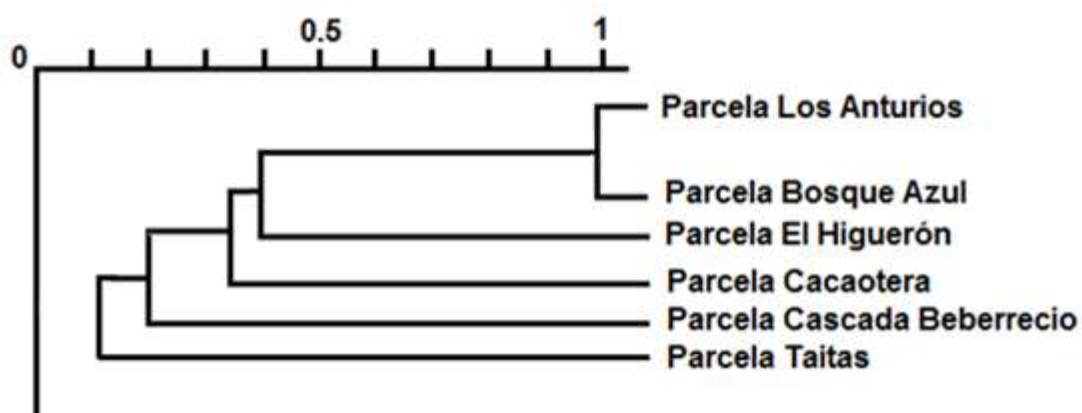 0 0.5 1
Parcela Los Anturios
Parcela Bosque Azul
Parcela El Higuerón
Parcela Cacaotera
Parcela Cascada Beberrecio
Parcela Taitas